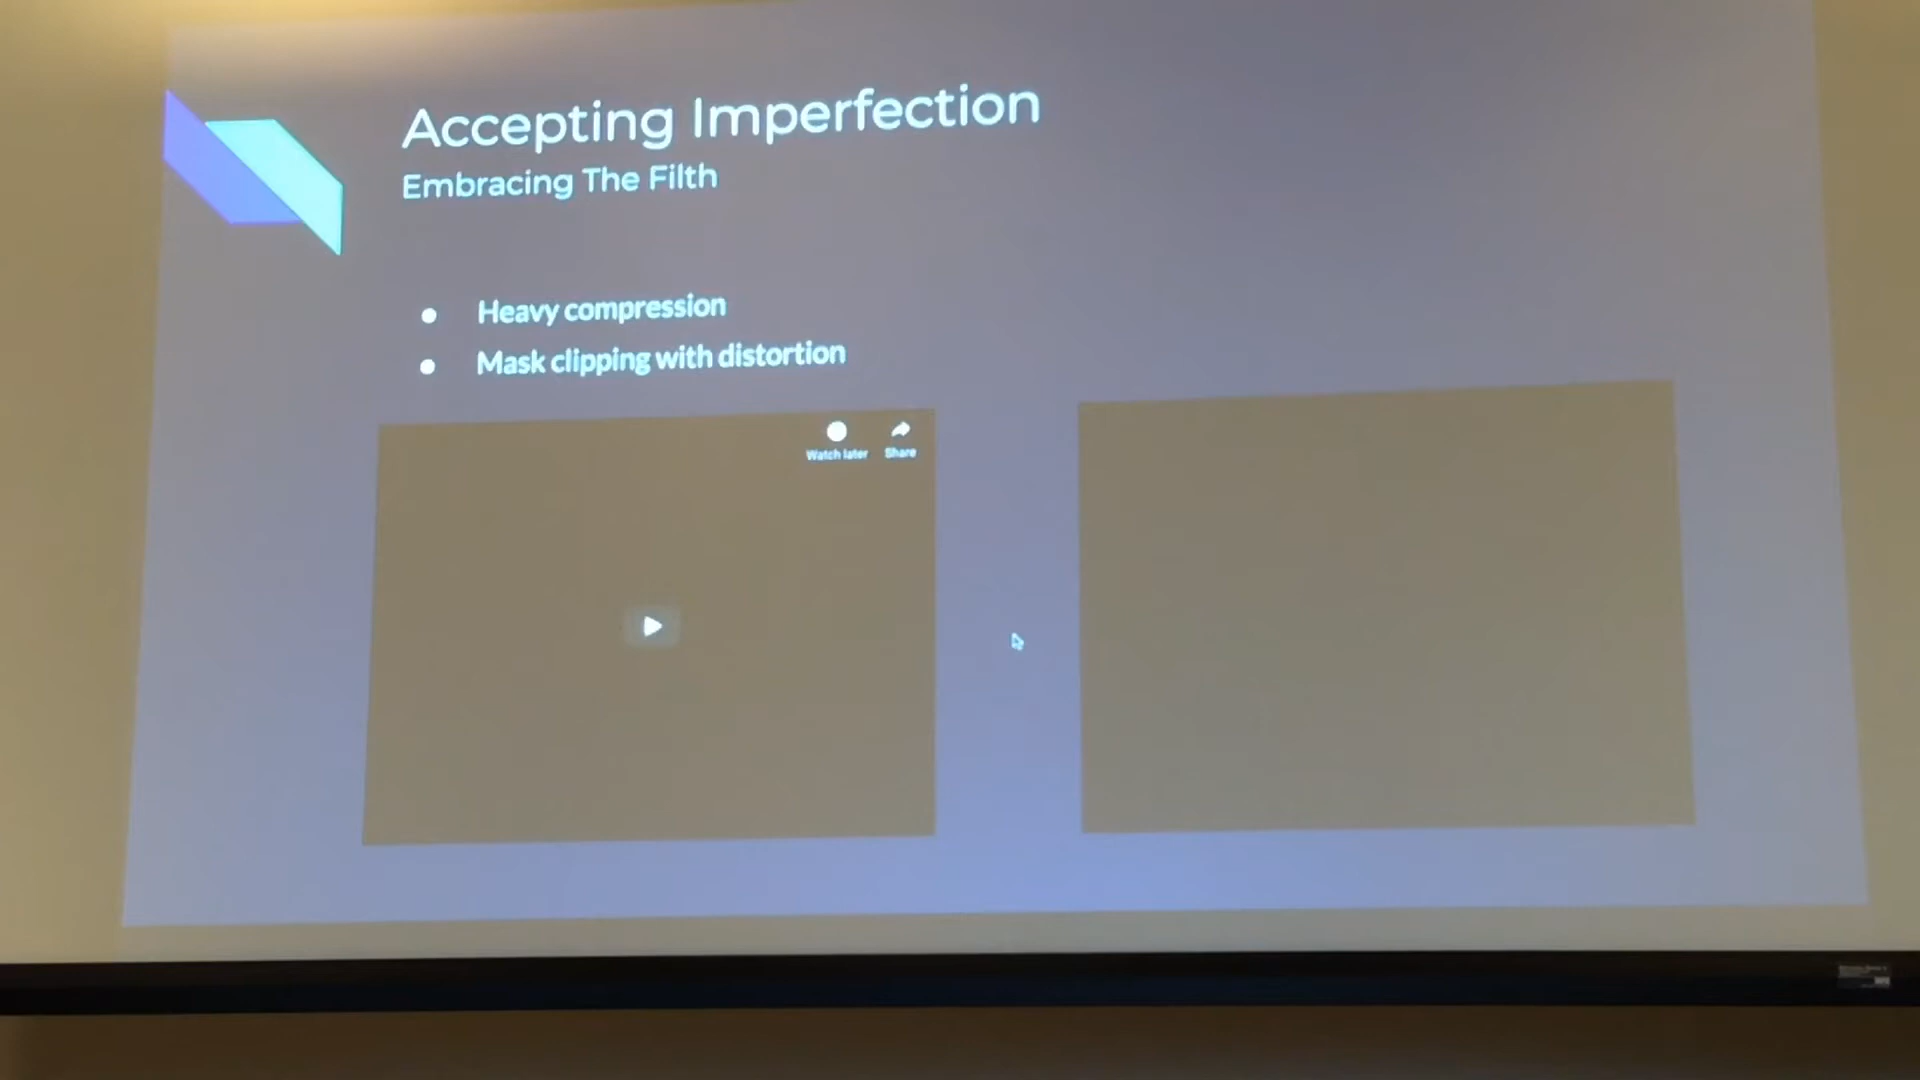 Accepting Imperfection
Embracing The Filth
Heavy compression
Mask clipping with distortion
Watch later
Share